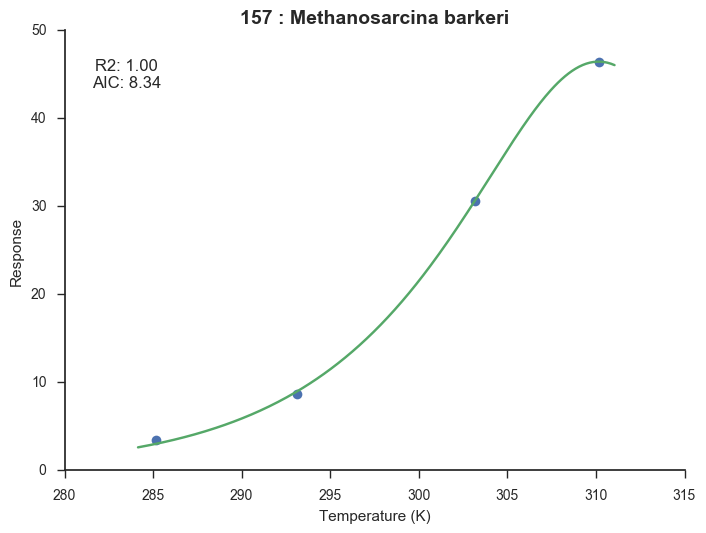 157 : Methanosarcina barkeri
R2: 1.00
AIC: 8.34
Response
50
40
30
20
10
0
280 285 290 295 300 305 310 315
Temperature (K)